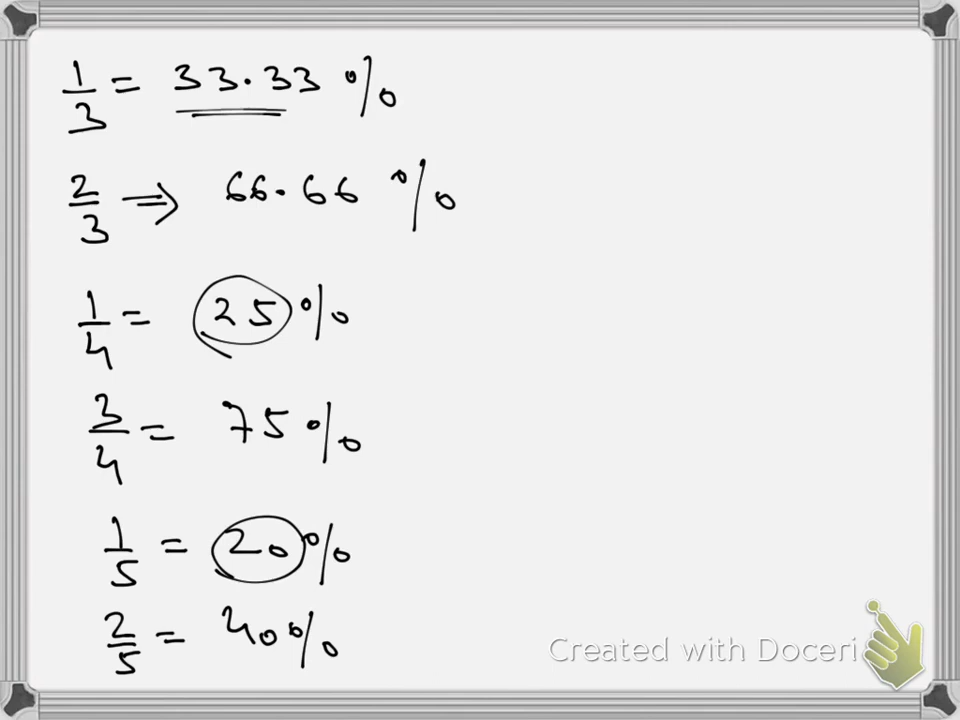 1/3 = 33.33 %
2/3 ⇒ 66.66 %
1/4 = 25 %
3/4 = 75 %
1/5 = 20 %
2/5 = 40 %
Created with Doceri